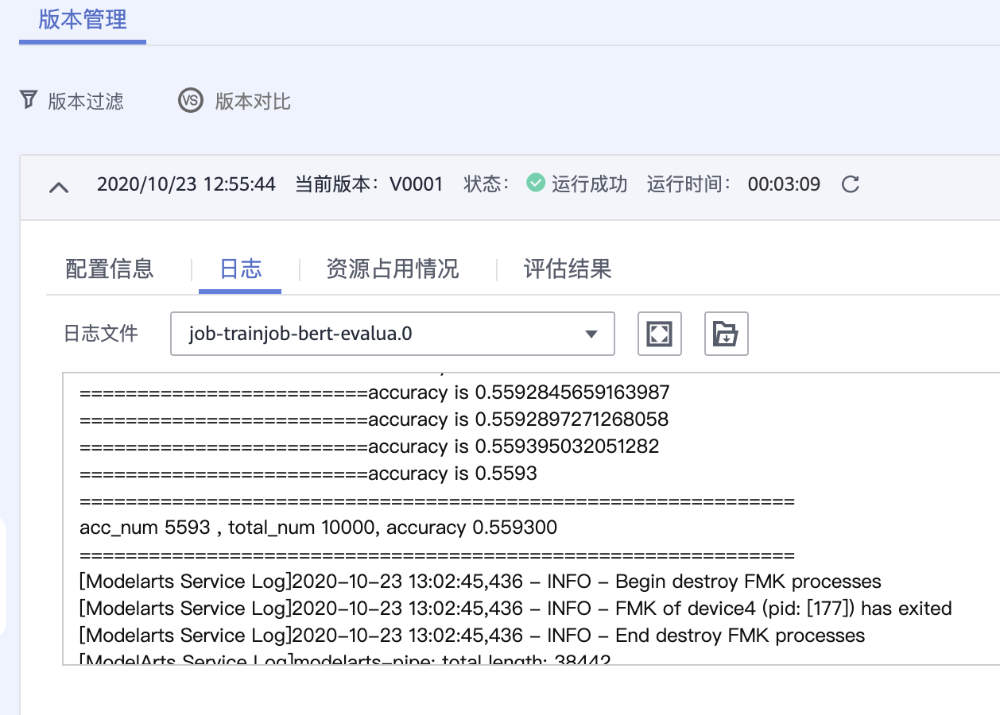 版本管理
版本过滤 VS 版本对比
2020/10/23 12:55:44 当前版本：V0001 状态： 运行成功 运行时间： 00:03:09
配置信息 日志 资源占用情况 评估结果
日志文件 job-trainjob-bert-evalua.0
=========================accuracy is 0.5592845659163987
=========================accuracy is 0.5592897271268058
=========================accuracy is 0.559395032051282
=========================accuracy is 0.5593
==============================================================
acc_num 5593 , total_num 10000, accuracy 0.559300
==============================================================
[Modelarts Service Log]2020-10-23 13:02:45,436 - INFO - Begin destroy FMK processes
[Modelarts Service Log]2020-10-23 13:02:45,436 - INFO - FMK of device4 (pid: [177]) has exited
[Modelarts Service Log]2020-10-23 13:02:45,436 - INFO - End destroy FMK processes
[ModelArts Service Log]modelarts-pipe: total length: 38442